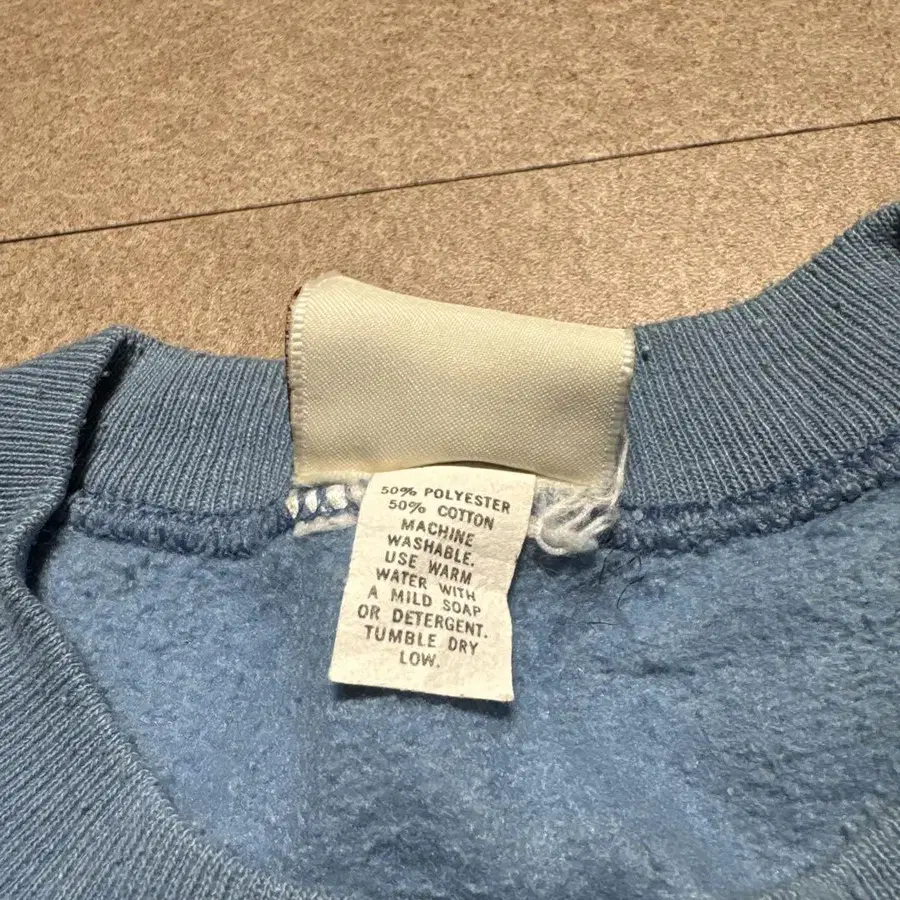 50% POLYESTER
50% COTTON
MACHINE
WASHABLE.
USE WARM
WATER WITH
A MILD SOAP
OR DETERGENT.
TUMBLE DRY
LOW.